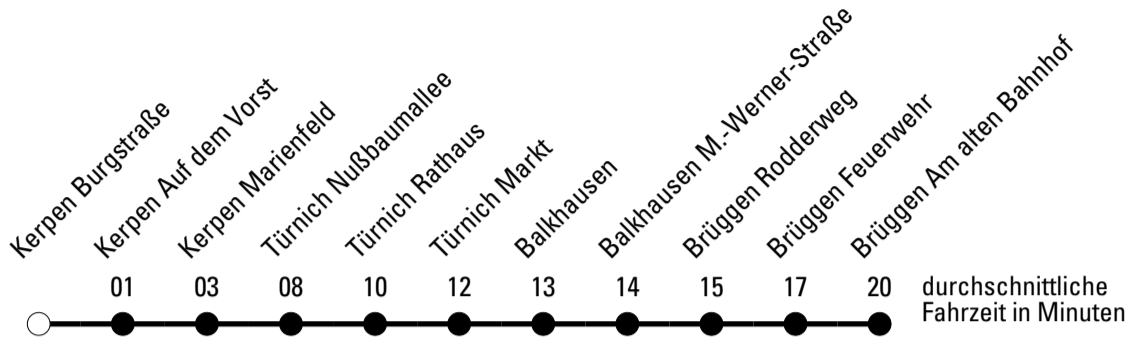 Kerpen Burgstraße
Kerpen Auf dem Vorst
Kerpen Marienfeld
Türnich Nußbaumallee
Türnich Rathaus
Türnich Markt
Balkhausen
Balkhausen M.-Werner-Straße
Brüggen Rodderweg
Brüggen Feuerwehr
Brüggen Am alten Bahnhof
01 03 08 10 12 13 14 15 17 20
durchschnittliche
Fahrzeit in Minuten